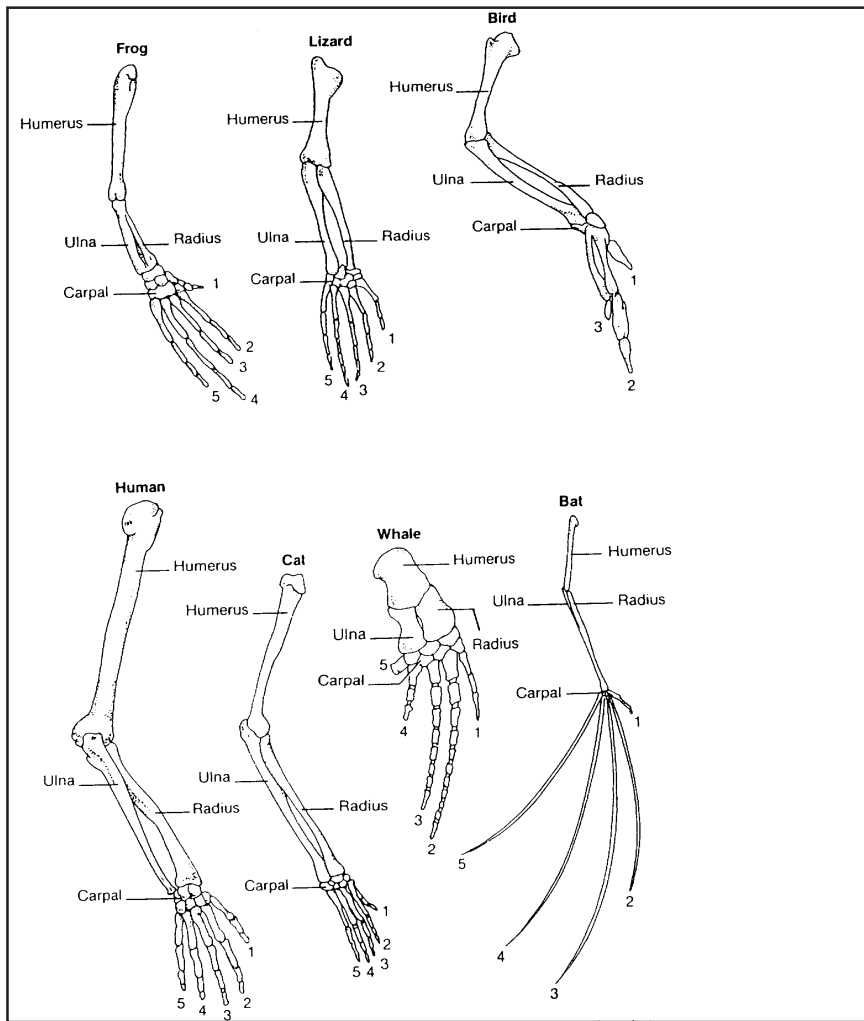 Frog
Humerus
Ulna
Radius
Carpal
1
2
3
4
5
Lizard
Humerus
Ulna
Radius
Carpal
1
2
3
4
5
Bird
Humerus
Ulna
Radius
Carpal
1
3
2
Human
Humerus
Ulna
Radius
Carpal
1
2
3
4
5
Cat
Humerus
Ulna
Radius
Carpal
1
2
3
4
5
Whale
Humerus
Ulna
Radius
5
Carpal
4
1
3
2
Bat
Humerus
Ulna
Radius
Carpal
1
5
2
4
3